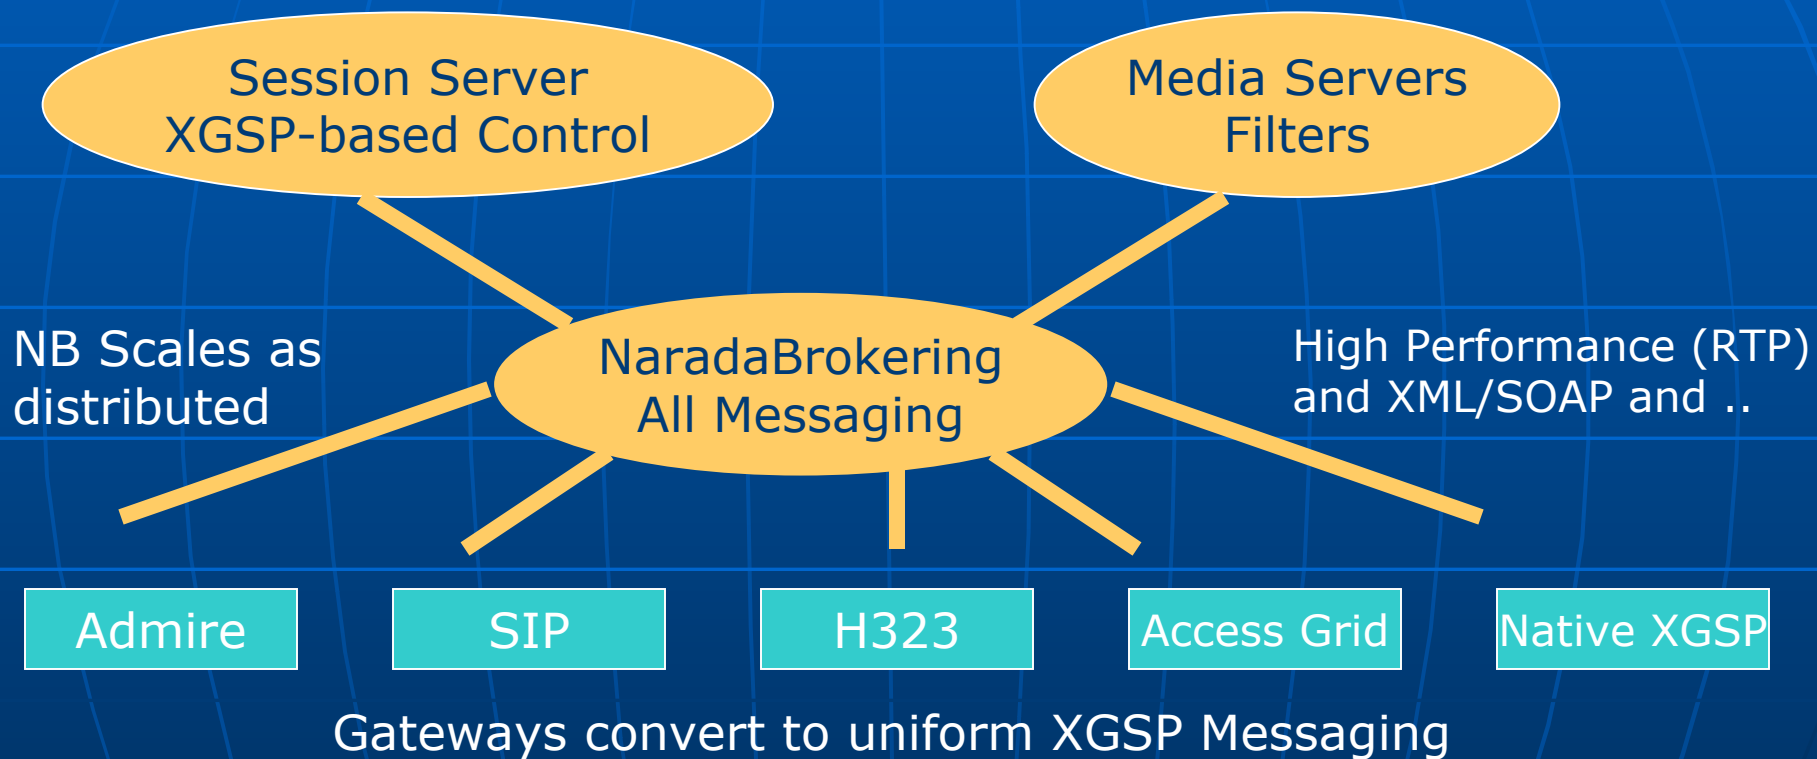 Session Server
XGSP-based Control
Media Servers
Filters
NB Scales as
distributed
NaradaBrokering
All Messaging
High Performance (RTP)
and XML/SOAP and ..
Admire
SIP
H323
Access Grid
Native XGSP
Gateways convert to uniform XGSP Messaging